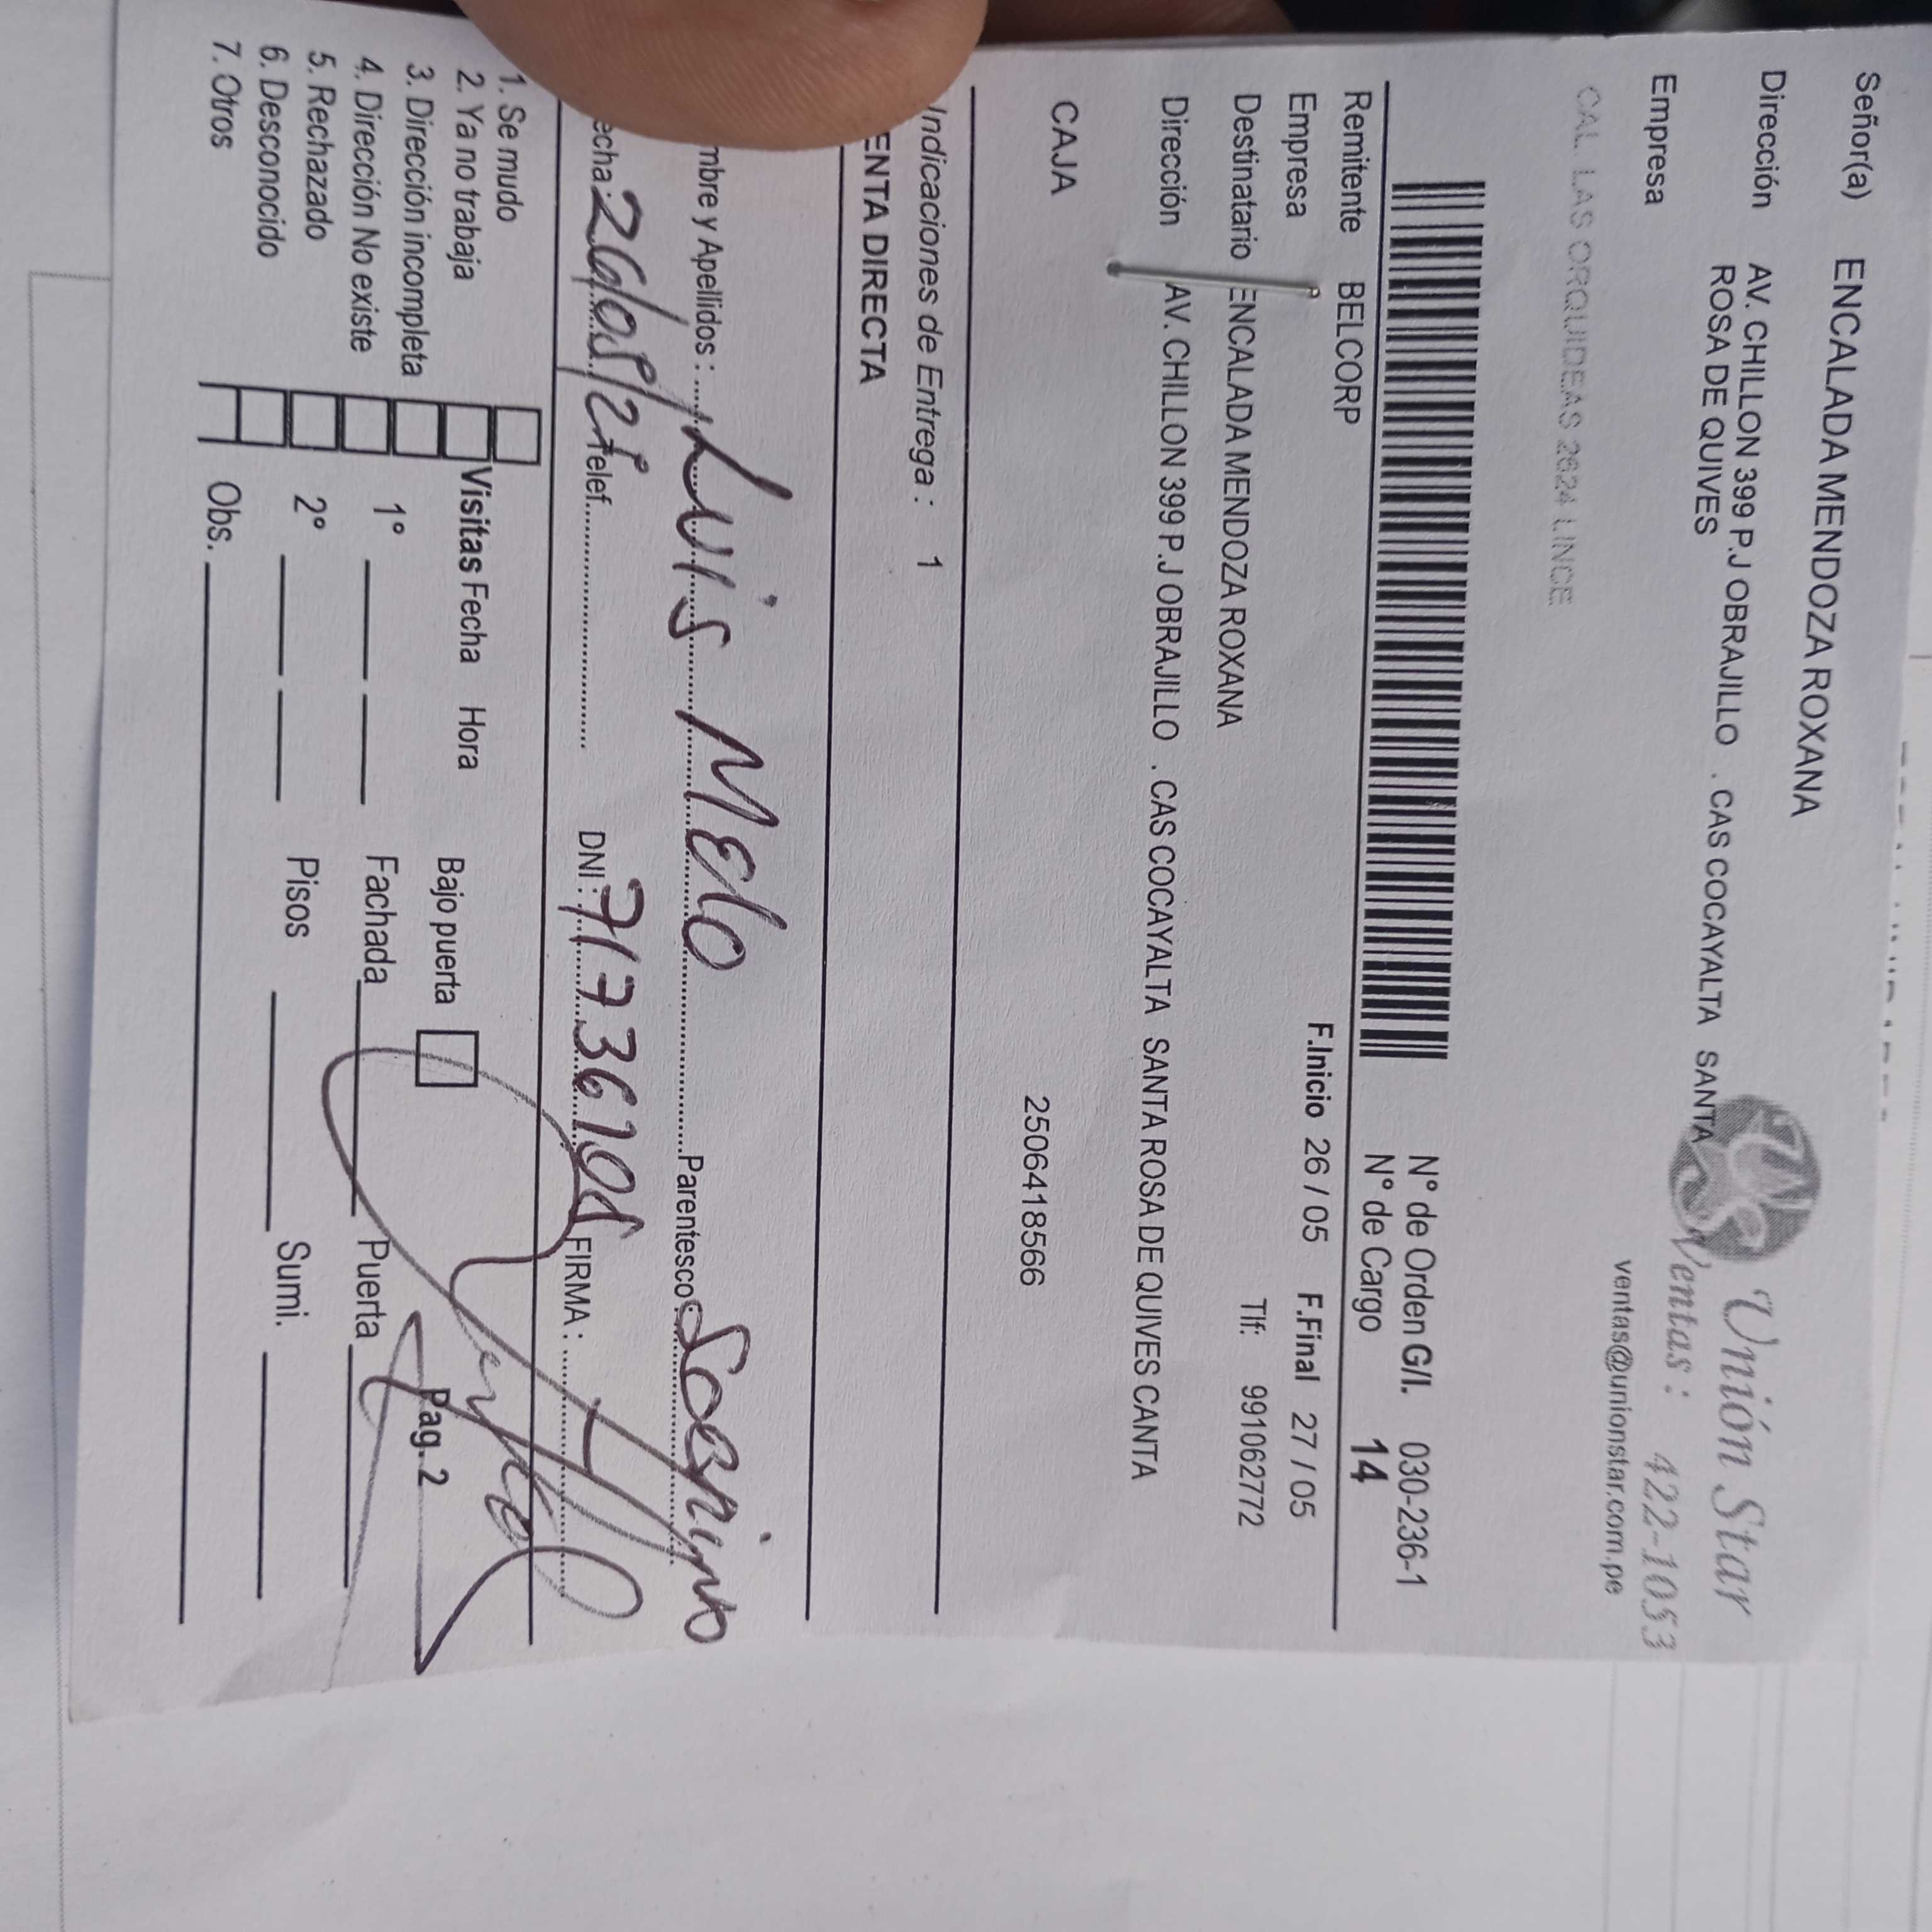 Señor(a) ENCALADA MENDOZA ROXANA
Dirección AV. CHILLON 399 P.J OBRAJILLO . CAS COCAYALTA SANTA
ROSA DE QUIVES
Empresa
CAL. LAS ORQUIDEAS 2624 LINCE
Unión Star
Ventas: 422-1053
ventas@unionstar.com.pe
N° de Orden G/I. 030-236-1
N° de Cargo 14
Remitente BELCORP
Empresa F.Inicio 26 / 05 F.Final 27 / 05
Destinatario ENCALADA MENDOZA ROXANA Tlf: 991062772
Dirección AV. CHILLON 399 P.J OBRAJILLO . CAS COCAYALTA SANTA ROSA DE QUIVES CANTA
CAJA 2506418566
Indicaciones de Entrega : 1
ENTA DIRECTA
mbre y Apellidos : Luis Melo Parentesco: Sobrino
echa: Telef. DNI: FIRMA :
1. Se mudo
2. Ya no trabaja
3. Dirección incompleta
4. Dirección No existe
5. Rechazado
6. Desconocido
7. Otros
Visitas Fecha Hora
1°
2°
Obs.
Bajo puerta
Fachada Puerta
Pisos Sumi.
Pag. 2